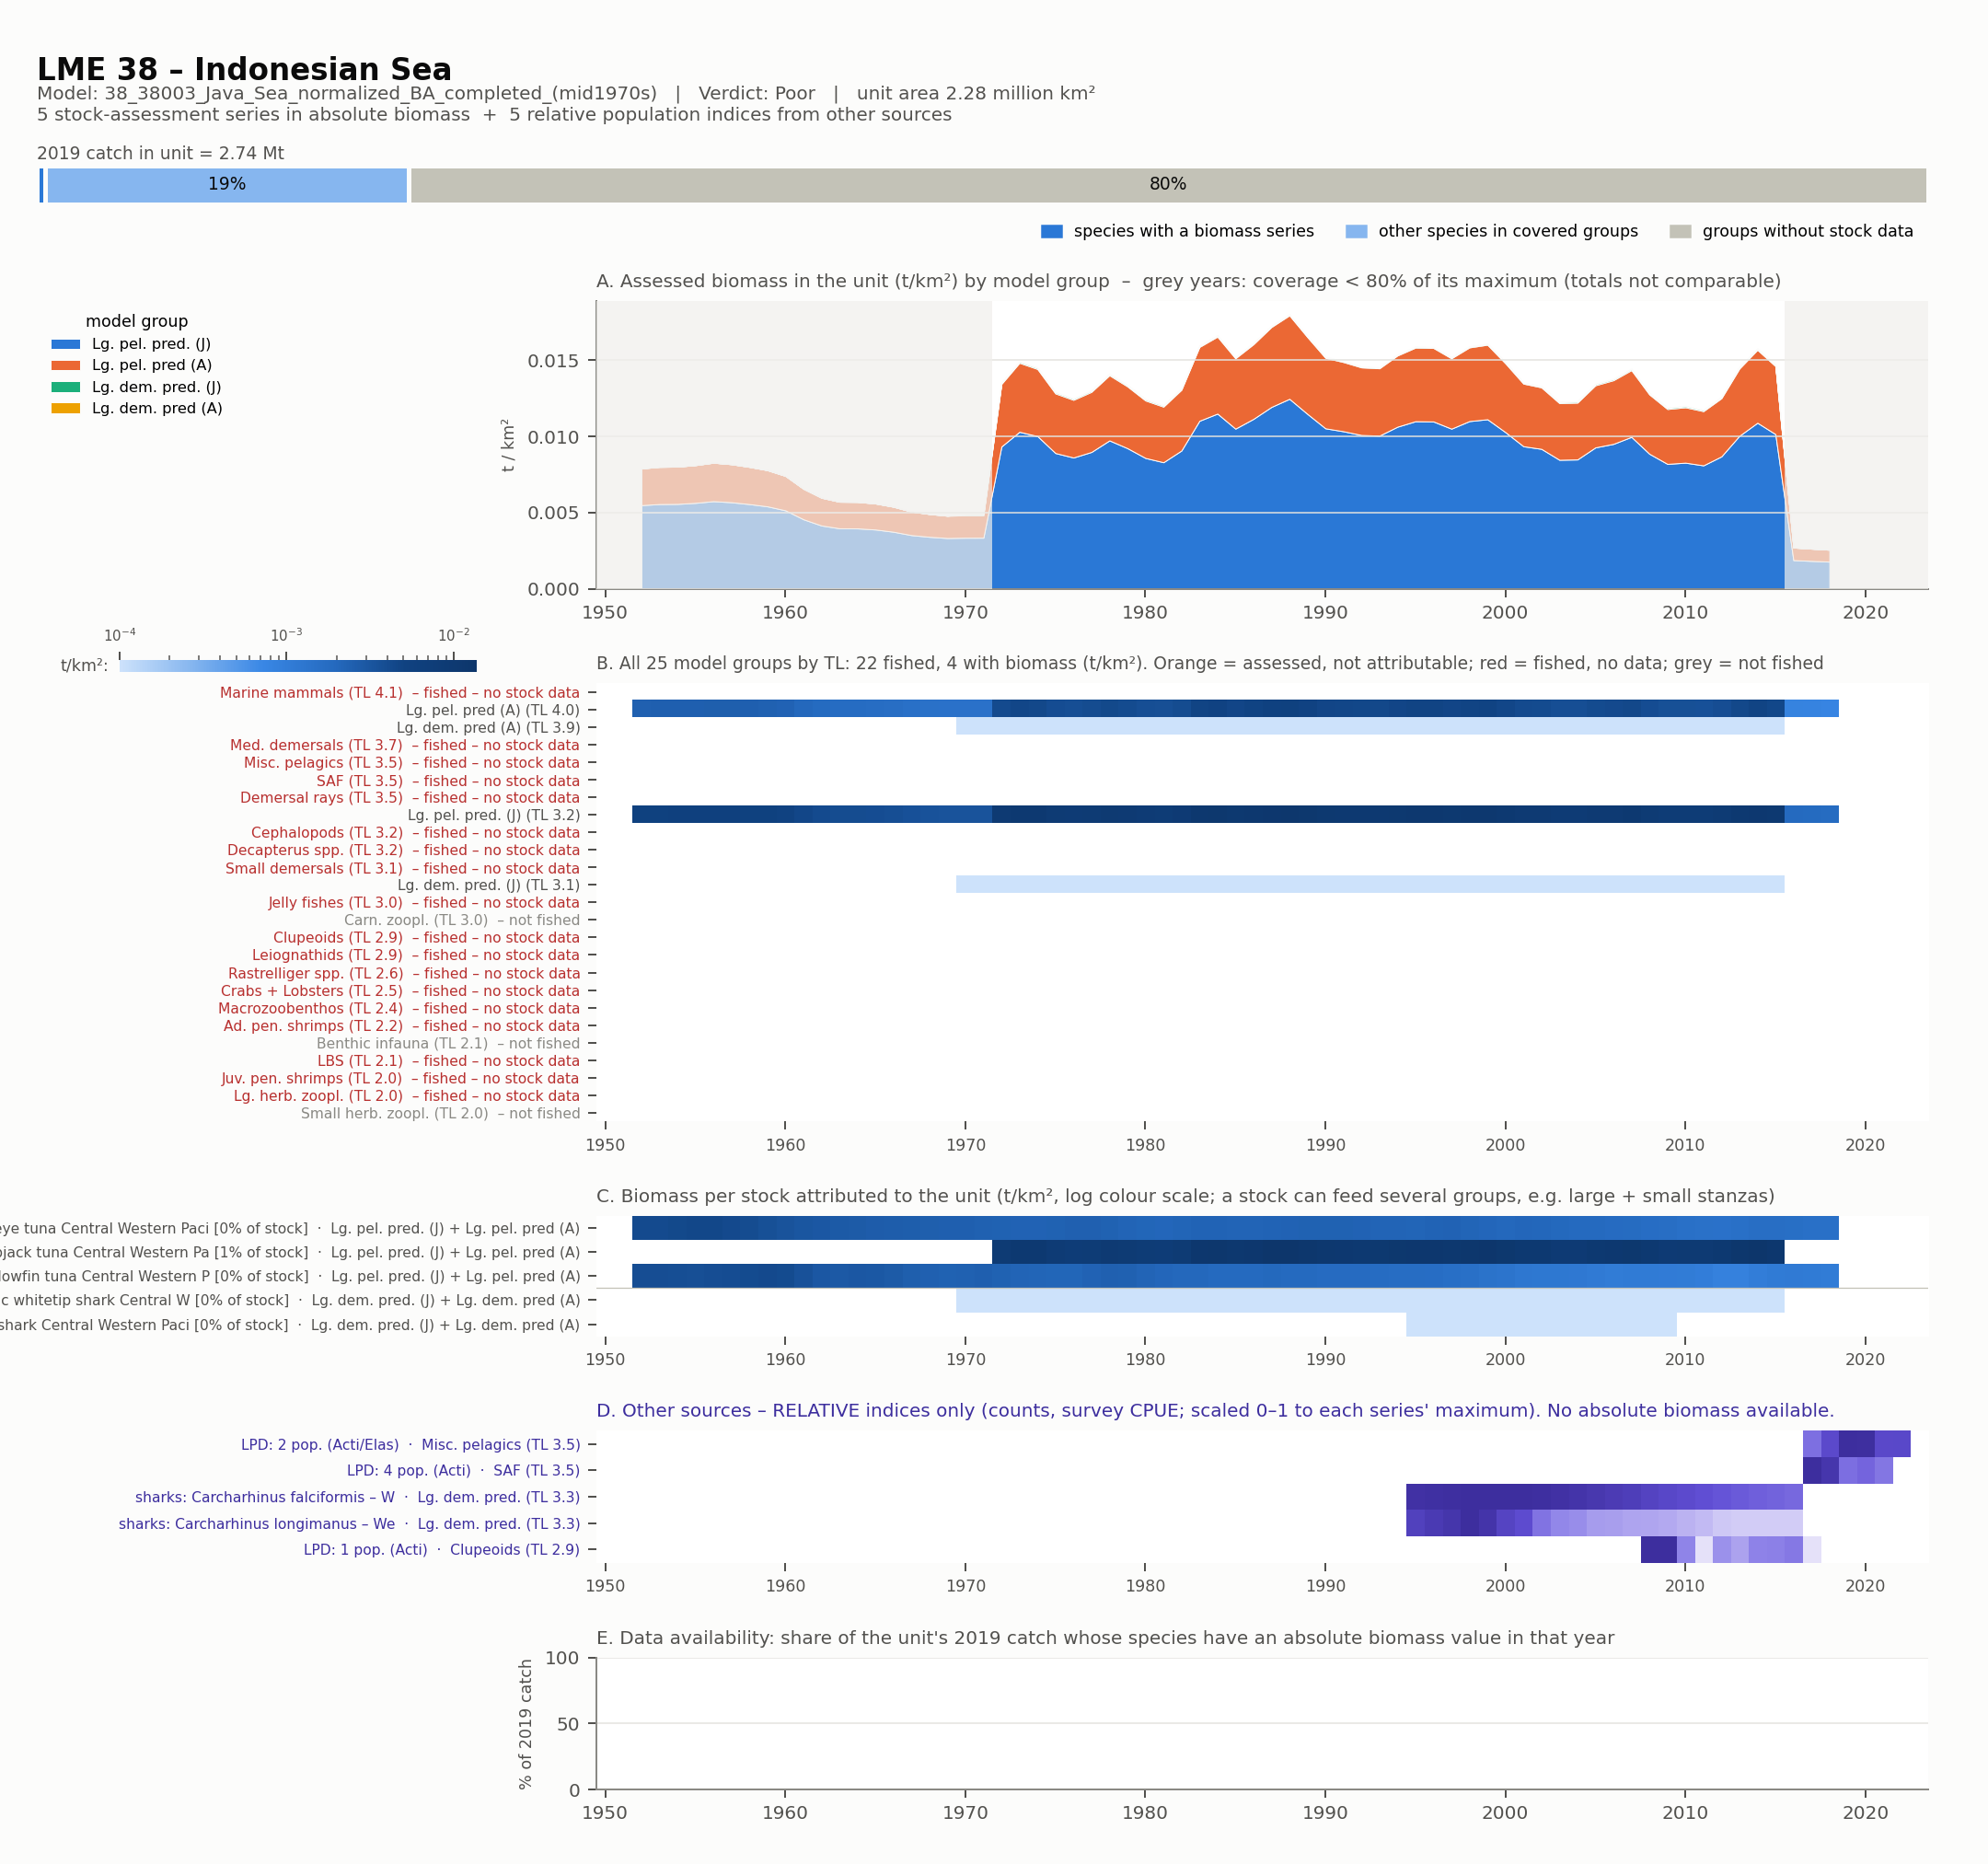 LME 38 – Indonesian Sea
Model: 38_38003_Java_Sea_normalized_BA_completed_(mid1970s) | Verdict: Poor | unit area 2.28 million km²
5 stock-assessment series in absolute biomass + 5 relative population indices from other sources
2019 catch in unit = 2.74 Mt
19% 80%
species with a biomass series other species in covered groups groups without stock data
A. Assessed biomass in the unit (t/km²) by model group – grey years: coverage < 80% of its maximum (totals not comparable)
model group
Lg. pel. pred. (J)
Lg. pel. pred (A)
Lg. dem. pred. (J)
Lg. dem. pred (A)
t / km²
0.015
0.010
0.005
0.000
1950 1960 1970 1980 1990 2000 2010 2020
10⁻⁴ 10⁻³ 10⁻²
t/km²:
B. All 25 model groups by TL: 22 fished, 4 with biomass (t/km²). Orange = assessed, not attributable; red = fished, no data; grey = not fished
Marine mammals (TL 4.1) – fished – no stock data
Lg. pel. pred (A) (TL 4.0)
Lg. dem. pred (A) (TL 3.9)
Med. demersals (TL 3.7) – fished – no stock data
Misc. pelagics (TL 3.5) – fished – no stock data
SAF (TL 3.5) – fished – no stock data
Demersal rays (TL 3.5) – fished – no stock data
Lg. pel. pred. (J) (TL 3.2)
Cephalopods (TL 3.2) – fished – no stock data
Decapterus spp. (TL 3.2) – fished – no stock data
Small demersals (TL 3.1) – fished – no stock data
Lg. dem. pred. (J) (TL 3.1)
Jelly fishes (TL 3.0) – fished – no stock data
Carn. zoopl. (TL 3.0) – not fished
Clupeoids (TL 2.9) – fished – no stock data
Leiognathids (TL 2.9) – fished – no stock data
Rastrelliger spp. (TL 2.6) – fished – no stock data
Crabs + Lobsters (TL 2.5) – fished – no stock data
Macrozoobenthos (TL 2.4) – fished – no stock data
Ad. pen. shrimps (TL 2.2) – fished – no stock data
Benthic infauna (TL 2.1) – not fished
LBS (TL 2.1) – fished – no stock data
Juv. pen. shrimps (TL 2.0) – fished – no stock data
Lg. herb. zoopl. (TL 2.0) – fished – no stock data
Small herb. zoopl. (TL 2.0) – not fished
1950 1960 1970 1980 1990 2000 2010 2020
C. Biomass per stock attributed to the unit (t/km², log colour scale; a stock can feed several groups, e.g. large + small stanzas)
eye tuna Central Western Paci [0% of stock] · Lg. pel. pred. (J) + Lg. pel. pred (A)
jack tuna Central Western Pa [1% of stock] · Lg. pel. pred. (J) + Lg. pel. pred (A)
lowfin tuna Central Western P [0% of stock] · Lg. pel. pred. (J) + Lg. pel. pred (A)
c whitetip shark Central W [0% of stock] · Lg. dem. pred. (J) + Lg. dem. pred (A)
shark Central Western Paci [0% of stock] · Lg. dem. pred. (J) + Lg. dem. pred (A)
1950 1960 1970 1980 1990 2000 2010 2020
D. Other sources – RELATIVE indices only (counts, survey CPUE; scaled 0–1 to each series' maximum). No absolute biomass available.
LPD: 2 pop. (Acti/Elas) · Misc. pelagics (TL 3.5)
LPD: 4 pop. (Acti) · SAF (TL 3.5)
sharks: Carcharhinus falciformis – W · Lg. dem. pred. (TL 3.3)
sharks: Carcharhinus longimanus – We · Lg. dem. pred. (TL 3.3)
LPD: 1 pop. (Acti) · Clupeoids (TL 2.9)
1950 1960 1970 1980 1990 2000 2010 2020
E. Data availability: share of the unit's 2019 catch whose species have an absolute biomass value in that year
% of 2019 catch
100
50
0
1950 1960 1970 1980 1990 2000 2010 2020